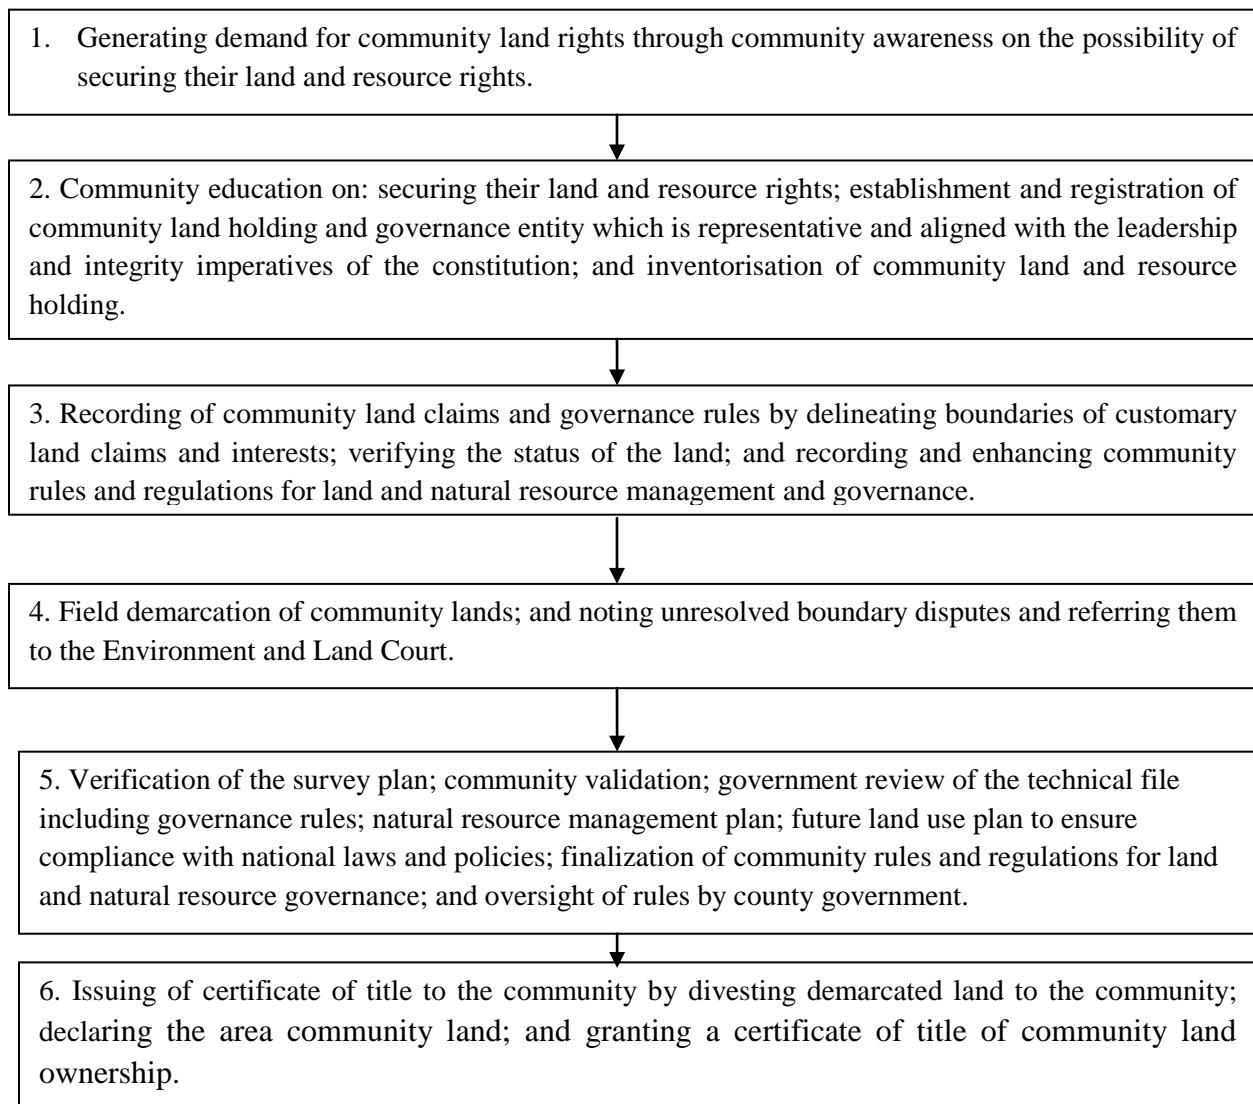 1. Generating demand for community land rights through community awareness on the possibility of
securing their land and resource rights.
2. Community education on: securing their land and resource rights; establishment and registration of
community land holding and governance entity which is representative and aligned with the leadership
and integrity imperatives of the constitution; and inventorisation of community land and resource
holding.
3. Recording of community land claims and governance rules by delineating boundaries of customary
land claims and interests; verifying the status of the land; and recording and enhancing community
rules and regulations for land and natural resource management and governance.
4. Field demarcation of community lands; and noting unresolved boundary disputes and referring them
to the Environment and Land Court.
5. Verification of the survey plan; community validation; government review of the technical file
including governance rules; natural resource management plan; future land use plan to ensure
compliance with national laws and policies; finalization of community rules and regulations for land
and natural resource governance; and oversight of rules by county government.
6. Issuing of certificate of title to the community by divesting demarcated land to the community;
declaring the area community land; and granting a certificate of title of community land
ownership.